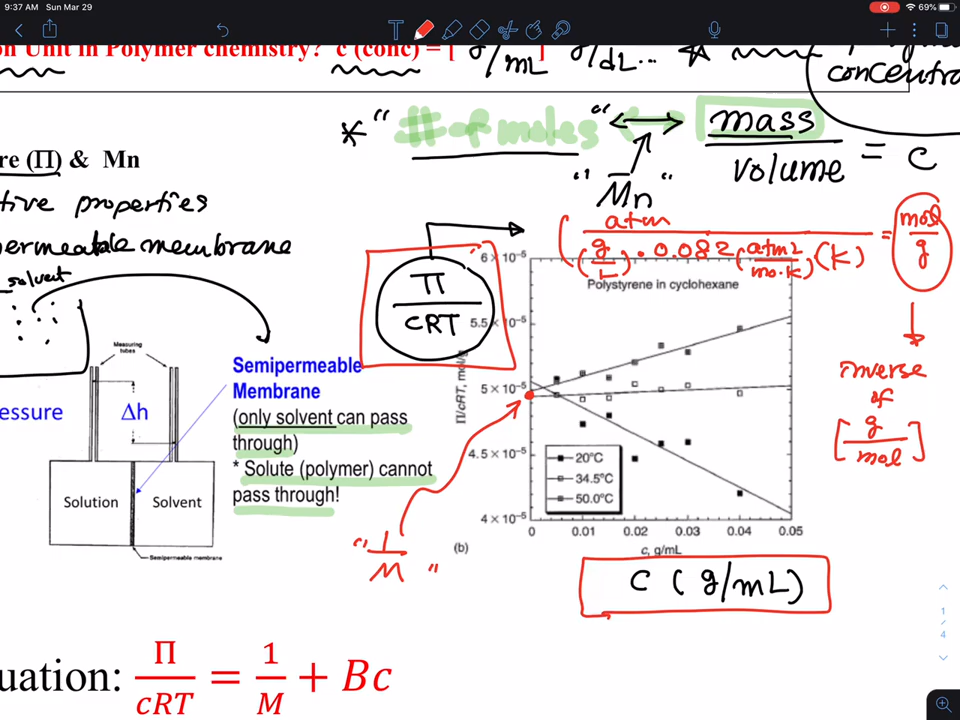 9:37 AM Sun Mar 29
69%
on Unit in Polymer chemistry? c (conc) = [ g/mL ] g/dL...
concentra
* " # of moles " ↔ mass
volume = c
" Mn "
re (Π) & Mn
tive properties
permeable membrane
solvent
Π
cRT
atm
(g/L) · 0.082 (atm L/mol·K) (K)
= mol
g
inverse
of
[ g
mol ]
Measuring
tubes
essure
Δh
Solution
Solvent
Semipermeable membrane
Semipermeable
Membrane
(only solvent can pass
through)
* Solute (polymer) cannot
pass through!
Polystyrene in cyclohexane
6 × 10⁻⁵
5.5 × 10⁻⁵
5 × 10⁻⁵
4.5 × 10⁻⁵
4 × 10⁻⁵
Π/cRT, mol/g
20°C
34.5°C
50.0°C
0 0.01 0.02 0.03 0.04 0.05
(b)
c, g/mL
c ( g/mL )
" 1
M "
uation: Π/cRT = 1/M + Bc
1
/
4